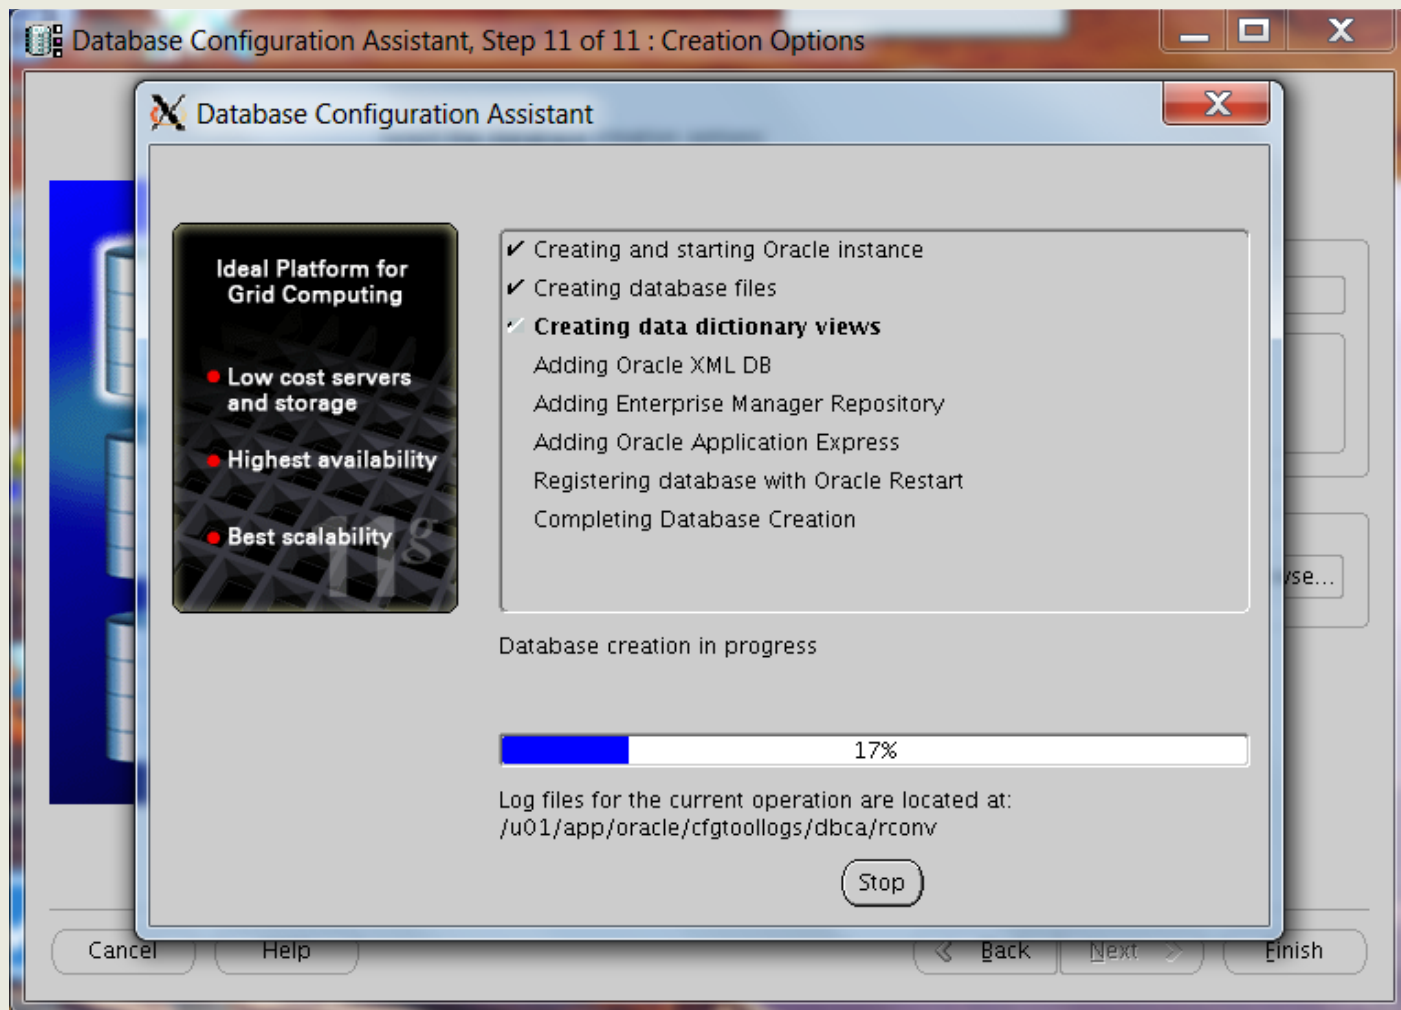 Database Configuration Assistant, Step 11 of 11 : Creation Options
Database Configuration Assistant
Ideal Platform for
Grid Computing
Low cost servers
and storage
Highest availability
Best scalability
11g
Creating and starting Oracle instance
Creating database files
Creating data dictionary views
Adding Oracle XML DB
Adding Enterprise Manager Repository
Adding Oracle Application Express
Registering database with Oracle Restart
Completing Database Creation
Database creation in progress
17%
Log files for the current operation are located at:
/u01/app/oracle/cfgtoollogs/dbca/rconv
Stop
Cancel
Help
Back
Next
Finish